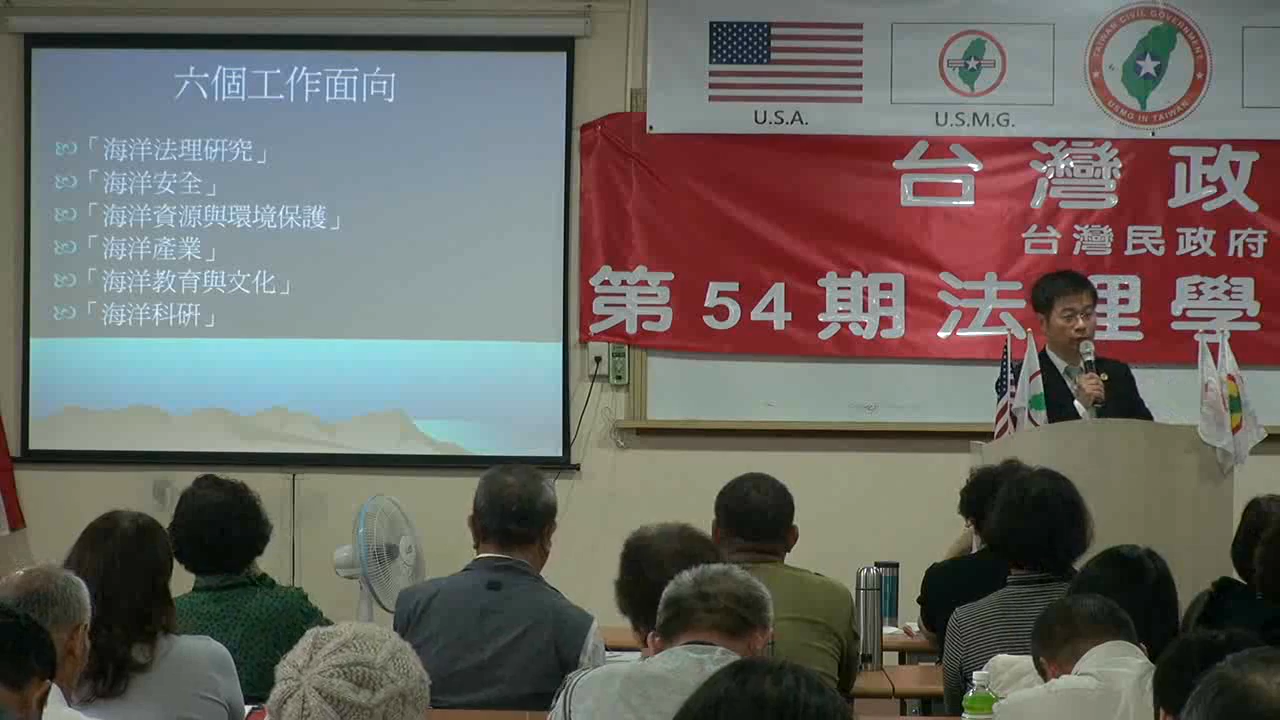 六個工作面向
「海洋法理研究」
「海洋安全」
「海洋資源與環境保護」
「海洋產業」
「海洋教育與文化」
「海洋科研」
U.S.A.
U.S.M.G.
TAIWAN CIVIL GOVERNMENT
USMG IN TAIWAN
台灣政
台灣民政府
第54期法理學